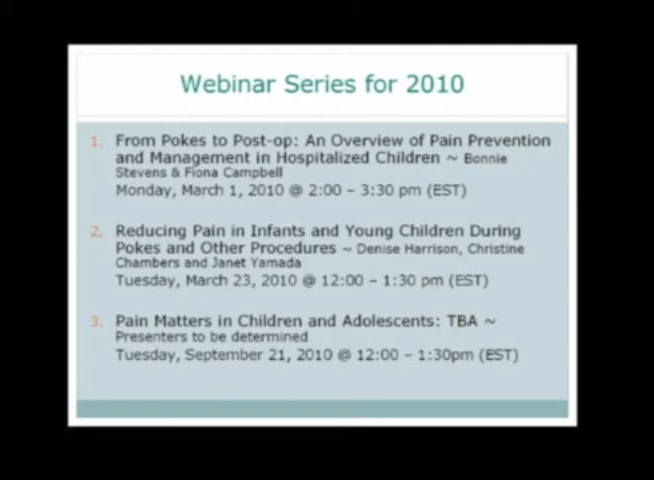 Webinar Series for 2010
1. From Pokes to Post-op: An Overview of Pain Prevention
and Management in Hospitalized Children ~ Bonnie
Stevens & Fiona Campbell
Monday, March 1, 2010 @ 2:00 – 3:30 pm (EST)
2. Reducing Pain in Infants and Young Children During
Pokes and Other Procedures ~ Denise Harrison, Christine
Chambers and Janet Yamada
Tuesday, March 23, 2010 @ 12:00 – 1:30 pm (EST)
3. Pain Matters in Children and Adolescents: TBA ~
Presenters to be determined
Tuesday, September 21, 2010 @ 12:00 – 1:30pm (EST)